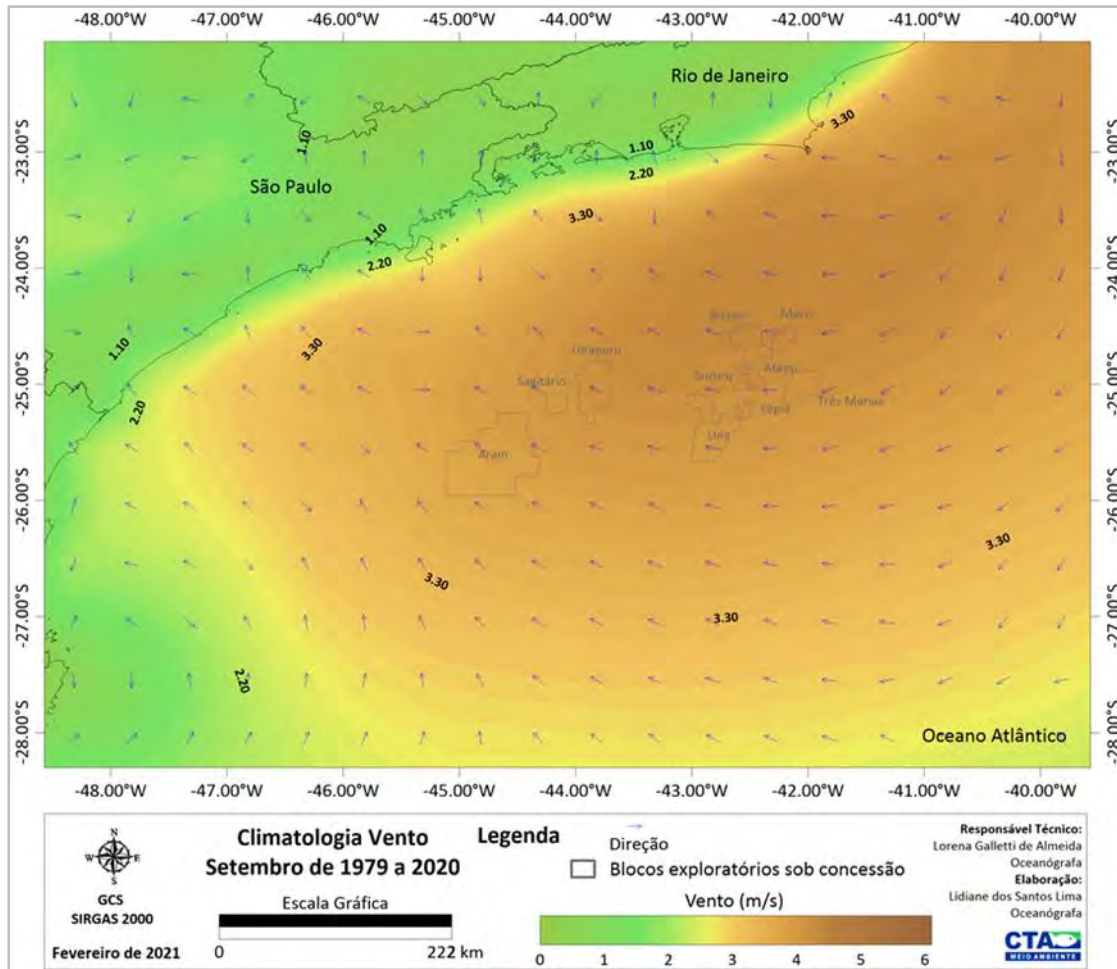 -48.00°W -47.00°W -46.00°W -45.00°W -44.00°W -43.00°W -42.00°W -41.00°W -40.00°W
Rio de Janeiro
3.30
-23.00°S -23.00°S
1.10
1.10
2.20
São Paulo
3.30
1.10
2.20
-24.00°S -24.00°S
Mero
1.10
3.30
Sagitário
Atapu
-25.00°S -25.00°S
2.20
Três Marias
Sépia
Aram
-26.00°S -26.00°S
3.30
3.30
3.30
-27.00°S -27.00°S
2.20
-28.00°S -28.00°S
Oceano Atlântico
-48.00°W -47.00°W -46.00°W -45.00°W -44.00°W -43.00°W -42.00°W -41.00°W -40.00°W
N
W E
S
GCS
SIRGAS 2000
Fevereiro de 2021
Climatologia Vento
Setembro de 1979 a 2020
Escala Gráfica
0 222 km
Legenda
Direção
Blocos exploratórios sob concessão
Vento (m/s)
0 1 2 3 4 5 6
Responsável Técnico:
Lorena Galletti de Almeida
Oceanógrafa
Elaboração:
Lidiane dos Santos Lima
Oceanógrafa
CTA
MEIO AMBIENTE